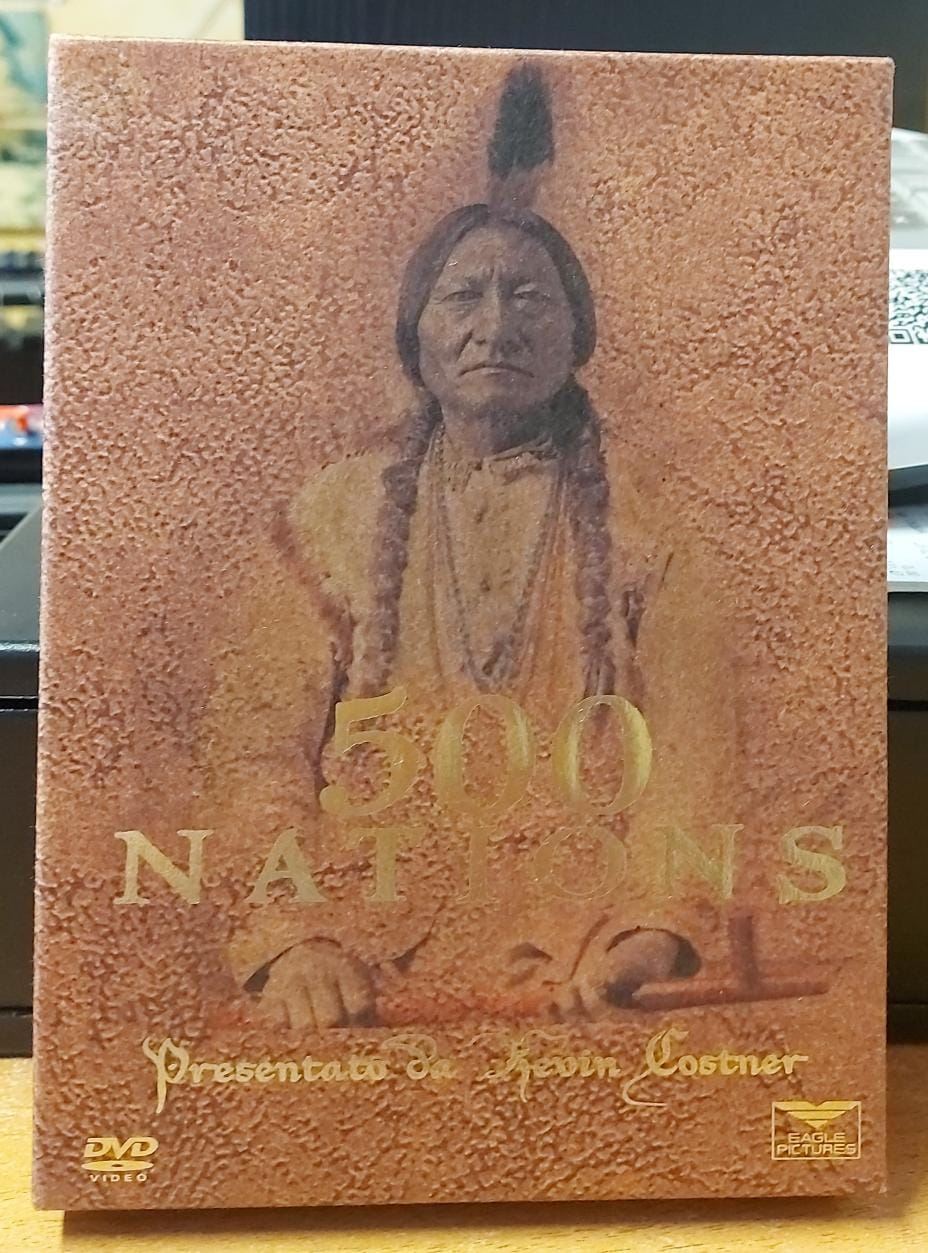 500
NATIONS
Presentato da Kevin Costner
DVD
VIDEO
EAGLE
PICTURES